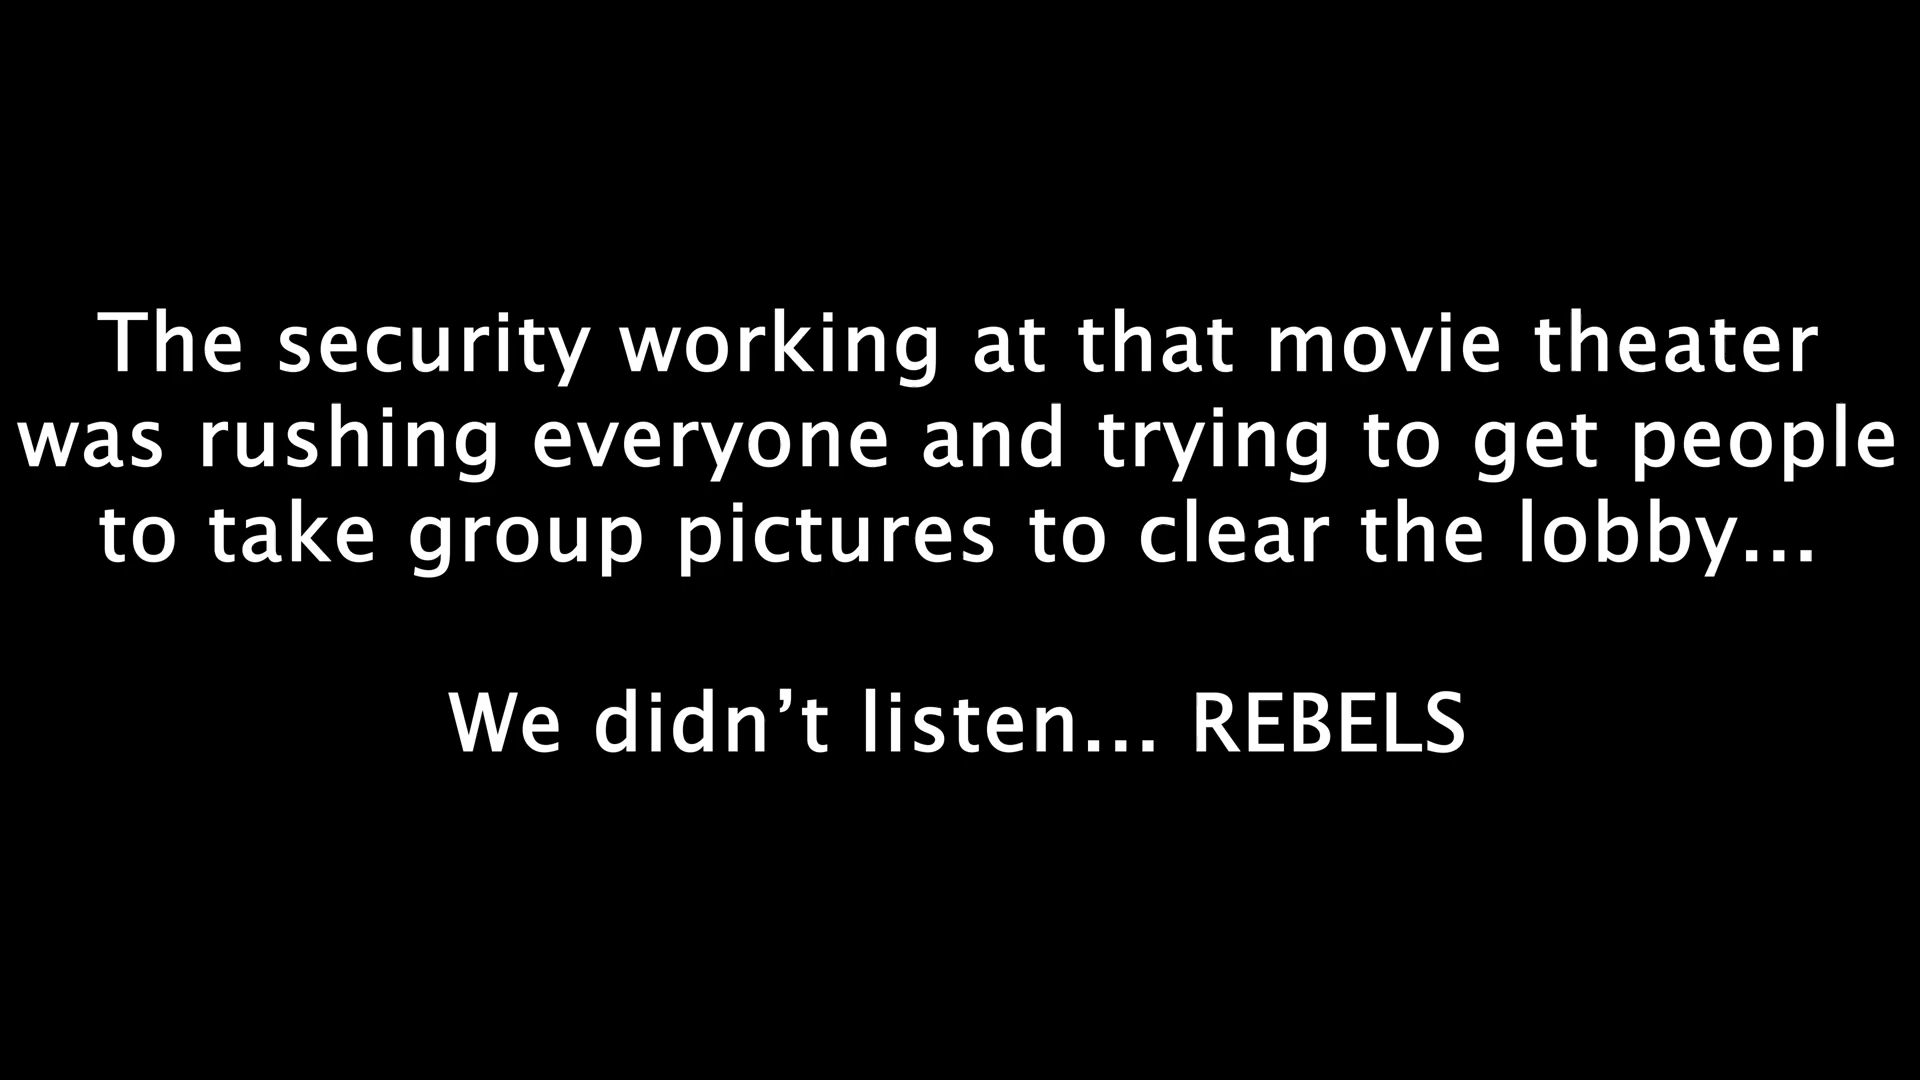 The security working at that movie theater
was rushing everyone and trying to get people
to take group pictures to clear the lobby...
We didn’t listen... REBELS